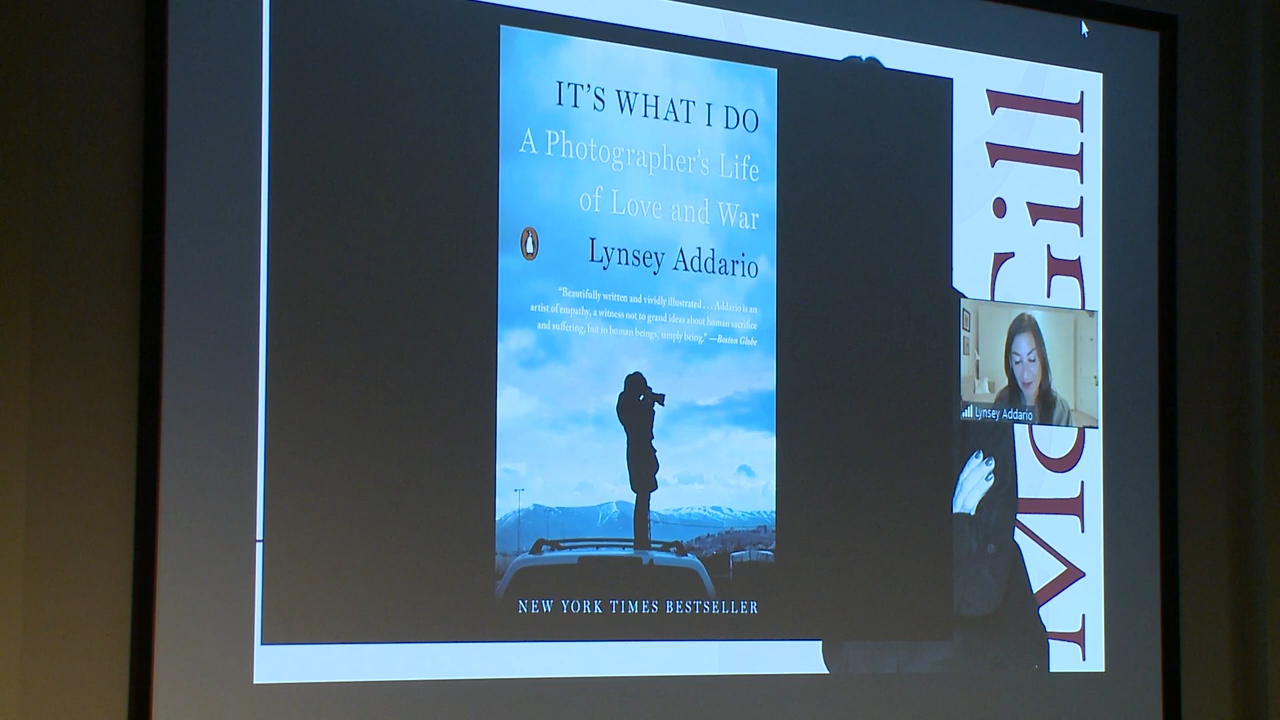 IT'S WHAT I DO
A Photographer's Life
of Love and War
Lynsey Addario
“Beautifully written and vividly illustrated . . . Addario is an
artist of empathy, a witness not to grand ideas about human sacrifice
and suffering, but to human beings, simply being.” —Boston Globe
NEW YORK TIMES BESTSELLER
McGill
Lynsey Addario